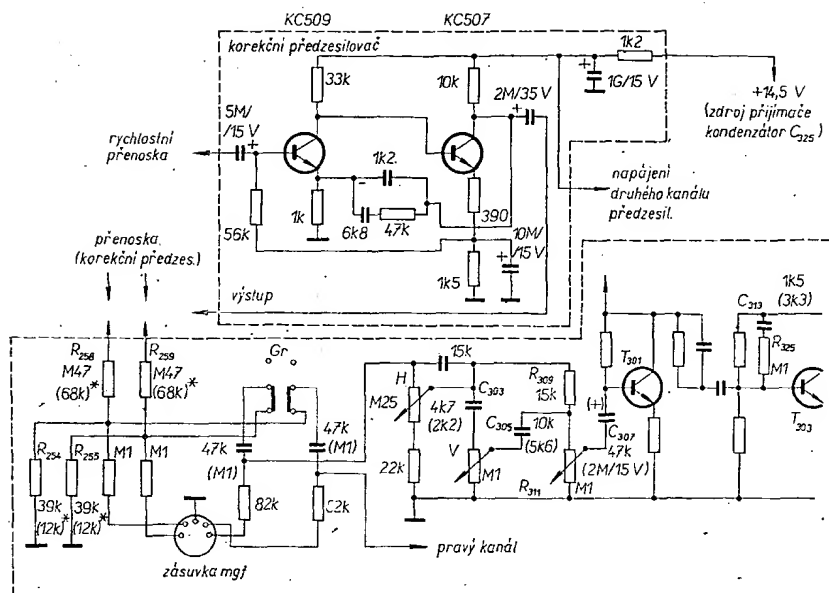 KC509
KC507
korekční předzesilovač
1k2
33k
10k
2M/35 V
+
+
1G/15 V
+14,5 V
(zdroj přijímače
kondenzátor C325)
5M/
/15 V
+
rychlostní
přenoska
1k2
-
napájení
druhého kanálu
předzesil.
56k
1k
6k8
47k
390
10M/
/15 V
+
1k5
přenoska
(korekční předzes.)
výstup
1k5
(3k3)
C313
R258
M47
(68k)*
R259
M47
(68k)*
Gr
15k
H
M25
4k7
(2k2)
C303
R309
15k
T301
R325
M1
C305
10k
(5k6)
(+)
C307
47k
(2M/15 V)
T303
47k
(M1)
47k
(M1)
V
M1
22k
R311
M1
R254
R255
M1
M1
39k
(12k)*
39k
(12k)*
82k
82k
pravý kanál
zásuvka mgf